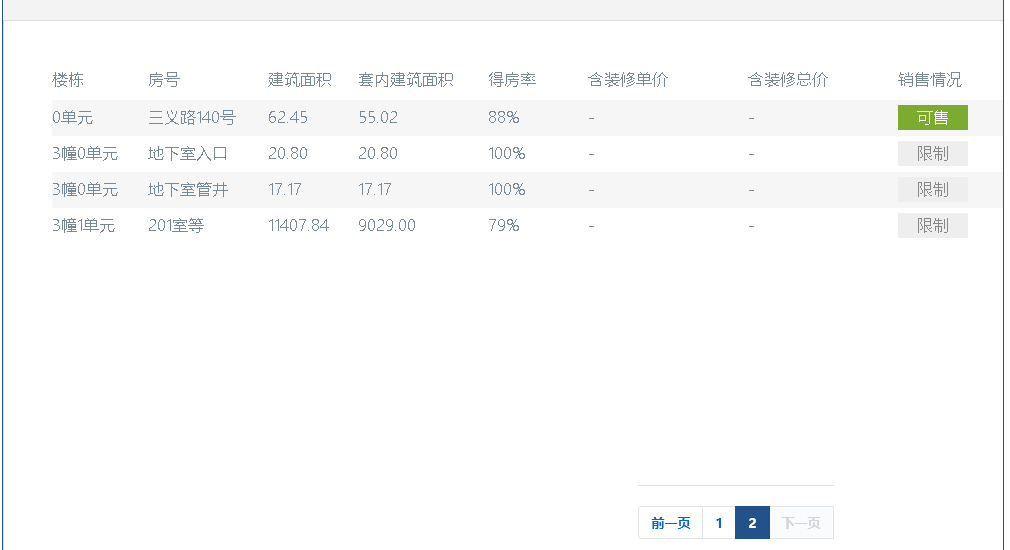 楼栋 房号 建筑面积 套内建筑面积 得房率 含装修单价 含装修总价 销售情况
0单元 三义路140号 62.45 55.02 88% - - 可售
3幢0单元 地下室入口 20.80 20.80 100% - - 限制
3幢0单元 地下室管井 17.17 17.17 100% - - 限制
3幢1单元 201室等 11407.84 9029.00 79% - - 限制
前一页 1 2 下一页